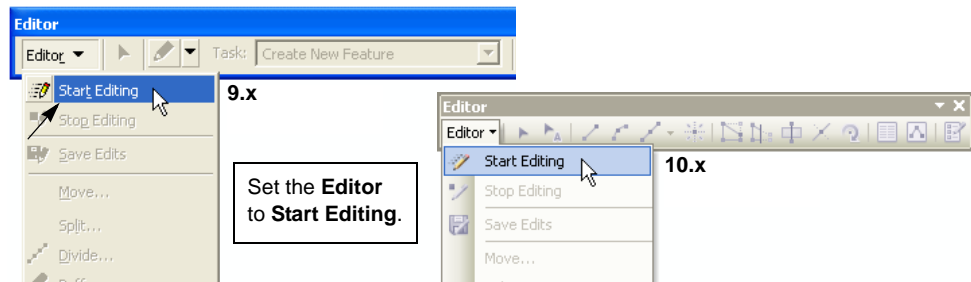 Editor
Editor Task: Create New Feature
Start Editing
Stop Editing
Save Edits
Move...
Split...
Divide...
9.x
Set the Editor
to Start Editing.
Editor
Editor
Start Editing
Stop Editing
Save Edits
Move...
10.x